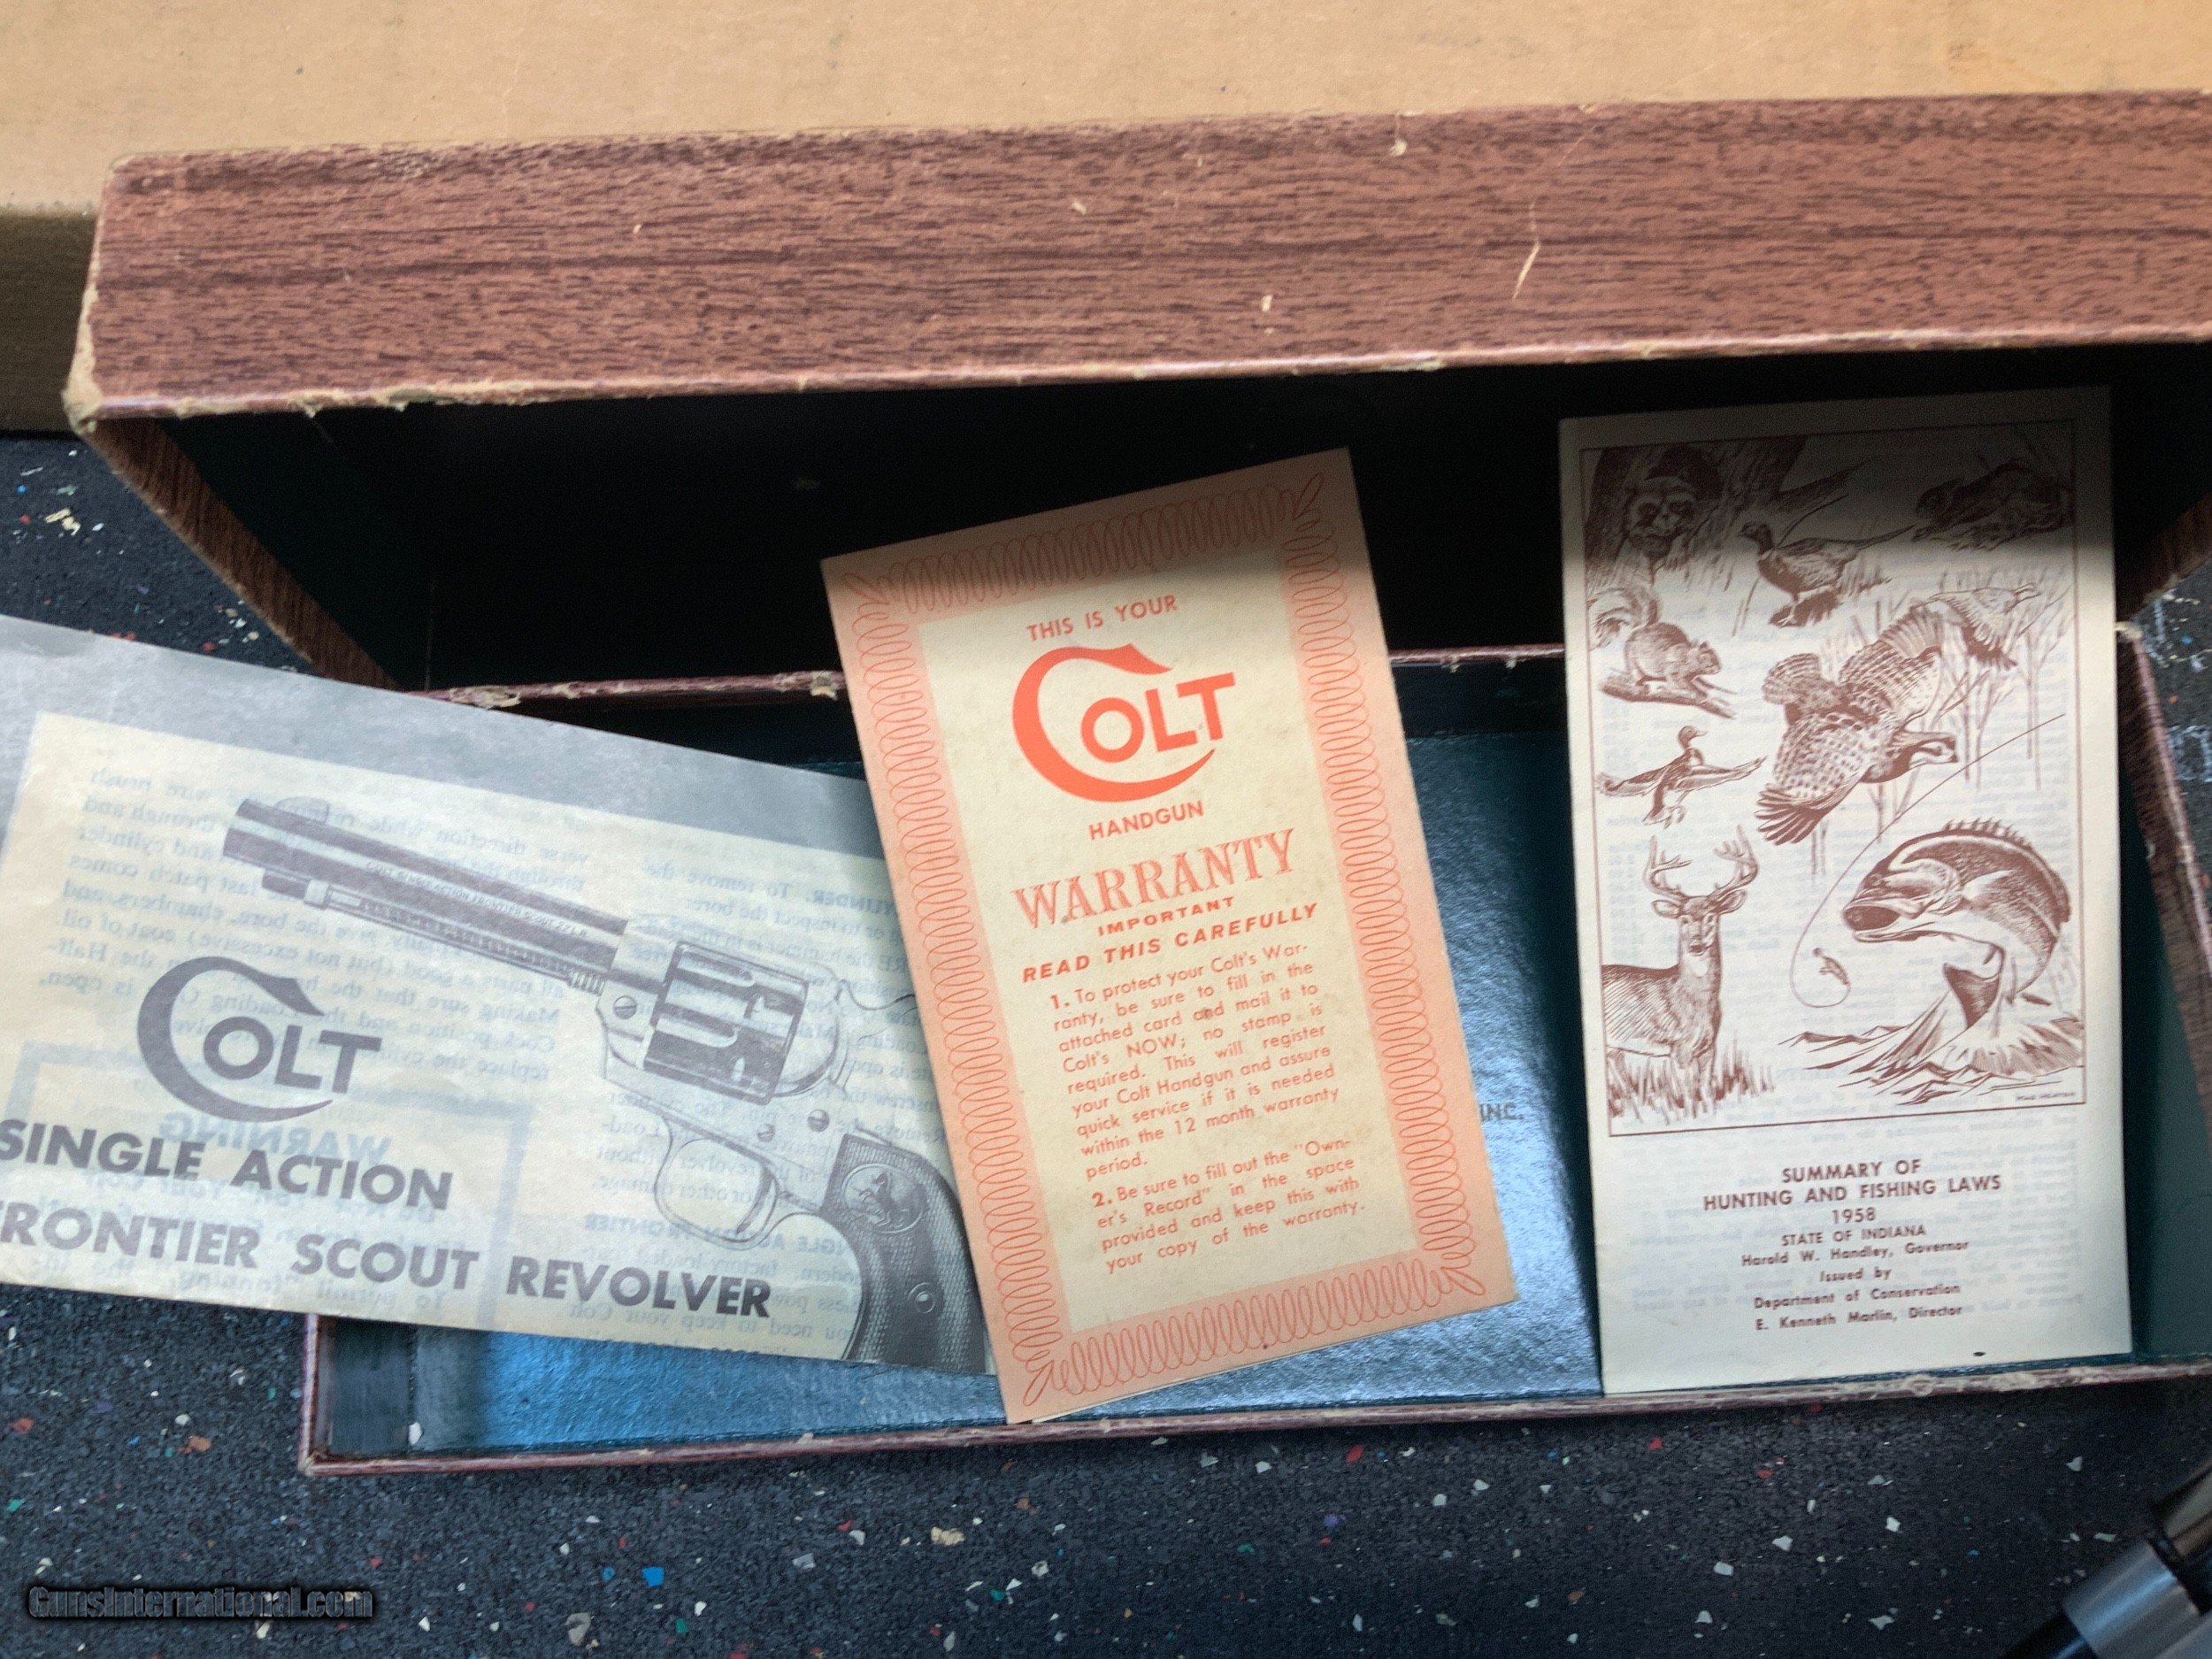 COLT
SINGLE ACTION
FRONTIER SCOUT REVOLVER
THIS IS YOUR
COLT
HANDGUN
WARRANTY
IMPORTANT
READ THIS CAREFULLY
1. To protect your Colt's War-
ranty, be sure to fill in the
attached card and mail it to
Colt's NOW; no stamp is
required. This will register
your Colt Handgun and assure
quick service if it is needed
within the 12 month warranty
period.
2. Be sure to fill out the "Own-
er's Record" in the space
provided and keep this with
your copy of the warranty.
INC.
SUMMARY OF
HUNTING AND FISHING LAWS
1958
STATE OF INDIANA
Harold W. Handley, Governor
Issued by
Department of Conservation
E. Kenneth Marlin, Director
GunsInternational.com